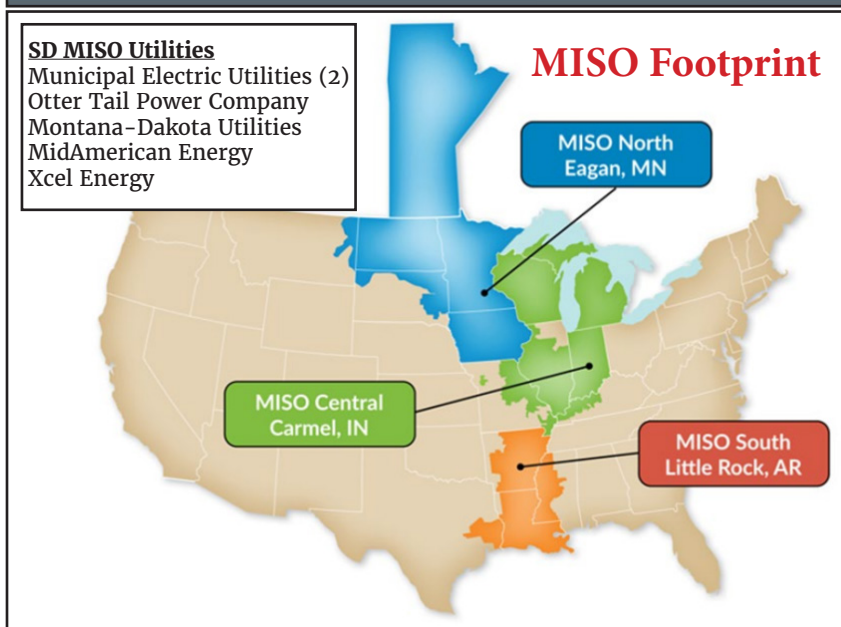 SD MISO Utilities
Municipal Electric Utilities (2)
Otter Tail Power Company
Montana-Dakota Utilities
MidAmerican Energy
Xcel Energy
MISO Footprint
MISO North
Eagan, MN
MISO Central
Carmel, IN
MISO South
Little Rock, AR